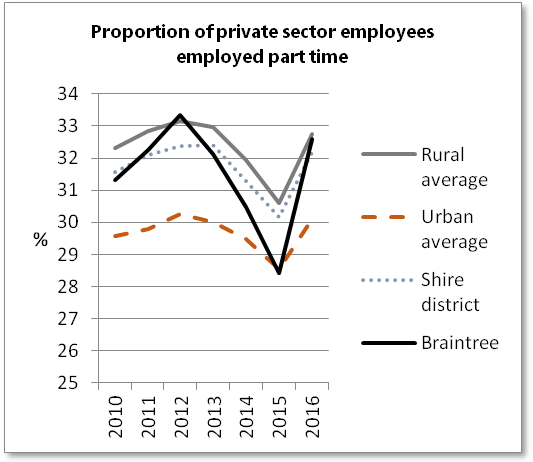 Proportion of private sector employees
employed part time
34
33
32
31
30
29
28
27
26
25
%
2010
2011
2012
2013
2014
2015
2016
Rural
average
Urban
average
Shire
district
Braintree